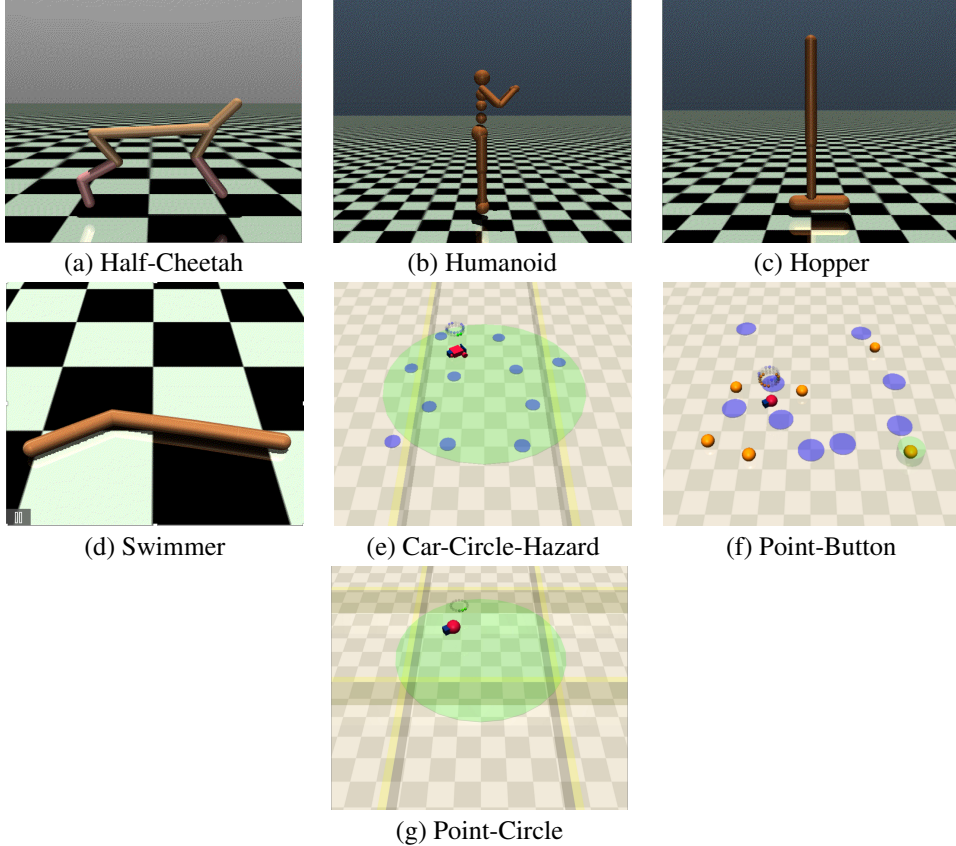 (a) Half-Cheetah
(b) Humanoid
(c) Hopper
(d) Swimmer
(e) Car-Circle-Hazard
(f) Point-Button
(g) Point-Circle